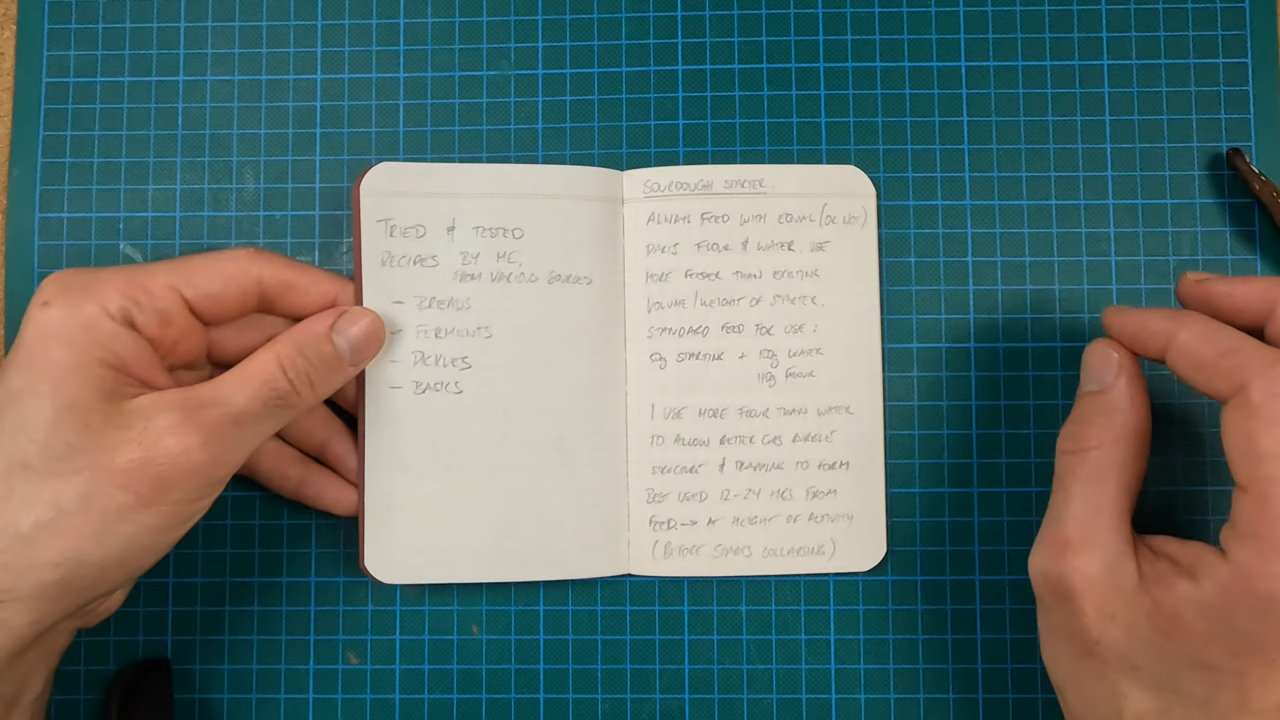 TRIED & TESTED
RECIPES BY ME,
FROM VARIOUS SOURCES
- BREADS
- FERMENTS
- PICKLES
- BASICS
SOURDOUGH STARTER.
ALWAYS FEED WITH EQUAL (OR NOT)
PARTS FLOUR & WATER. USE
MORE FEEDER THAN EXISTING
VOLUME/WEIGHT OF STARTER.
STANDARD FEED FOR USE:
50g STARTING + 100g WATER
110g FLOUR
I USE MORE FLOUR THAN WATER
TO ALLOW BETTER GAS BUBBLE
STRUCTURE & TRAPPING TO FORM
BEST USED 12-24 HRS FROM
FEED. → AT HEIGHT OF ACTIVITY
(BEFORE STARTS COLLAPSING)